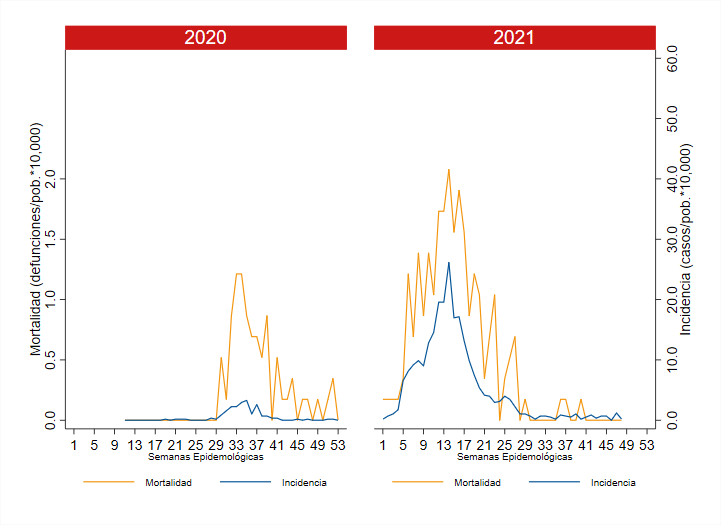 2020
2021
Mortalidad (defunciones/pob.*10,000)
0.0 0.5 1.0 1.5 2.0
Incidencia (casos/pob.*10,000)
0.0 10.0 20.0 30.0 40.0 50.0 60.0
1 5 9 13 17 21 25 29 33 37 41 45 49 53
1 5 9 13 17 21 25 29 33 37 41 45 49 53
Semanas Epidemológicas
Semanas Epidemológicas
Mortalidad Incidencia
Mortalidad Incidencia